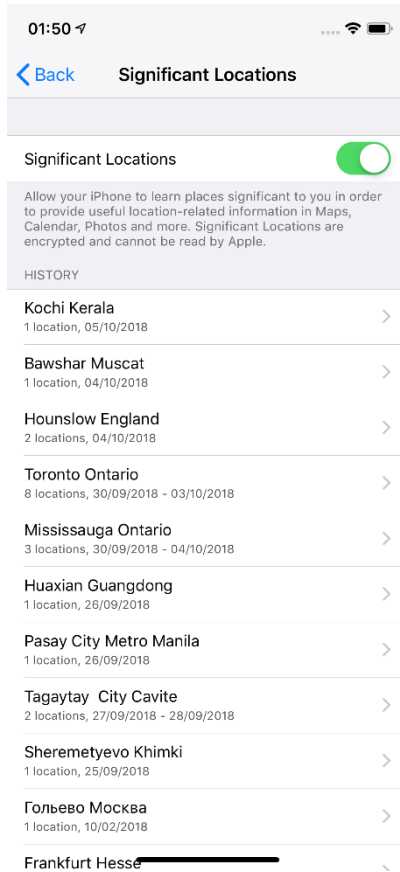 01:50
Back
Significant Locations
Significant Locations
Allow your iPhone to learn places significant to you in order
to provide useful location-related information in Maps,
Calendar, Photos and more. Significant Locations are
encrypted and cannot be read by Apple.
HISTORY
Kochi Kerala
1 location, 05/10/2018
Bawshar Muscat
1 location, 04/10/2018
Hounslow England
2 locations, 04/10/2018
Toronto Ontario
8 locations, 30/09/2018 - 03/10/2018
Mississauga Ontario
3 locations, 30/09/2018 - 04/10/2018
Huaxian Guangdong
1 location, 26/09/2018
Pasay City Metro Manila
1 location, 26/09/2018
Tagaytay  City Cavite
2 locations, 27/09/2018 - 28/09/2018
Sheremetyevo Khimki
1 location, 25/09/2018
Гольево Москва
1 location, 10/02/2018
Frankfurt Hesse